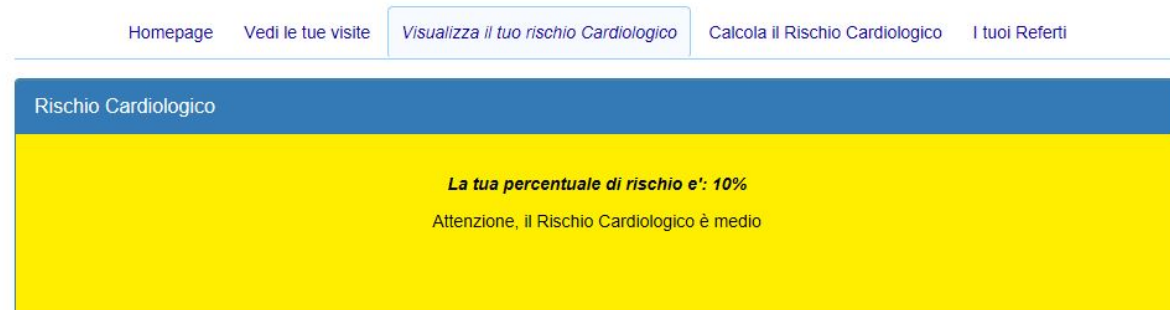 Homepage Vedi le tue visite Visualizza il tuo rischio Cardiologico Calcola il Rischio Cardiologico I tuoi Referti
Rischio Cardiologico
La tua percentuale di rischio e': 10%
Attenzione, il Rischio Cardiologico è medio